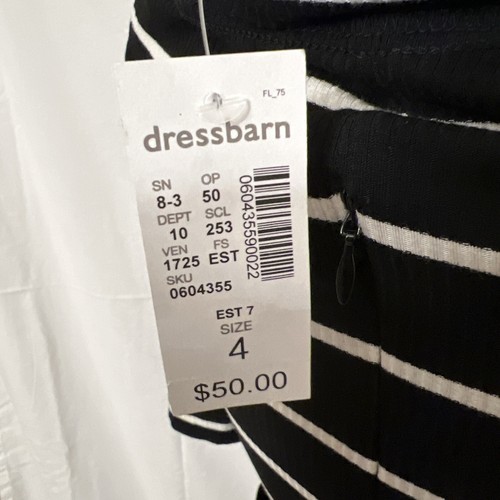 FL_75
dressbarn
SN OP
8-3 50
DEPT SCL
10 253
VEN FS
1725 EST
SKU
0604355
060435590022
EST 7
SIZE
4
$50.00